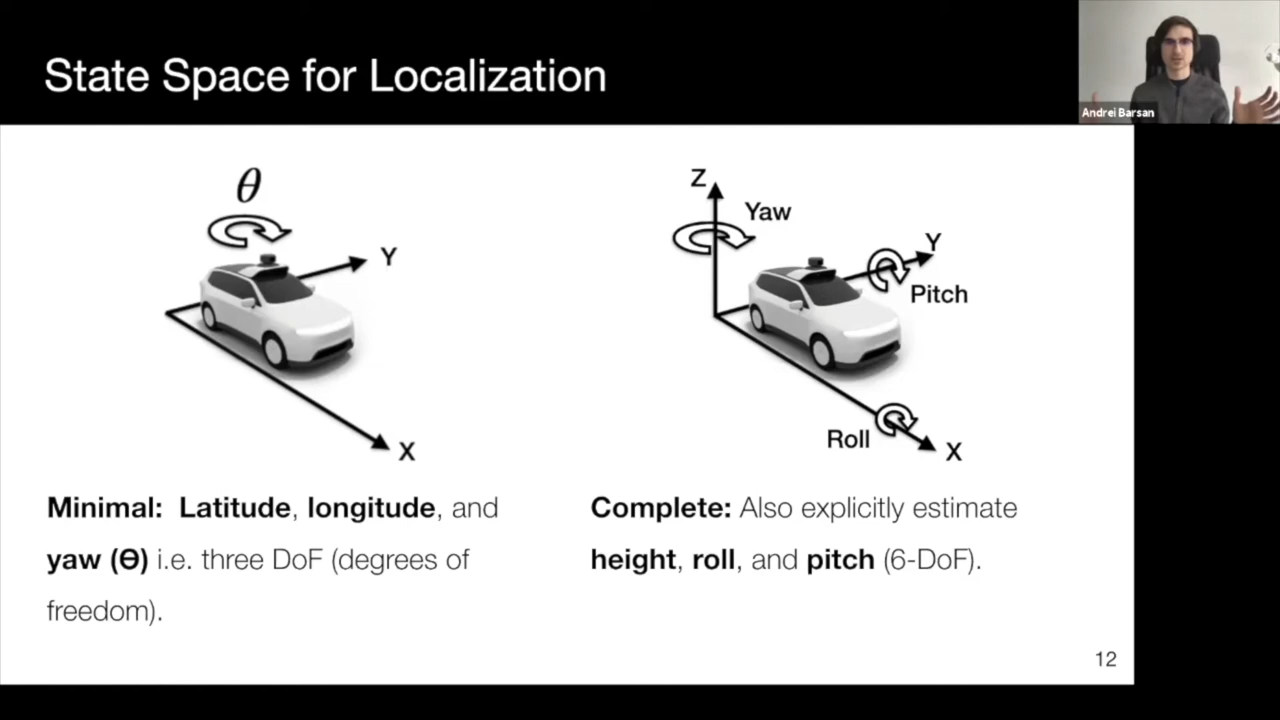 State Space for Localization
Andrei Barsan
θ
Y
X
Z
Yaw
Y
Pitch
Roll
X
Minimal: Latitude, longitude, and
yaw (Θ) i.e. three DoF (degrees of
freedom).
Complete: Also explicitly estimate
height, roll, and pitch (6-DoF).
12